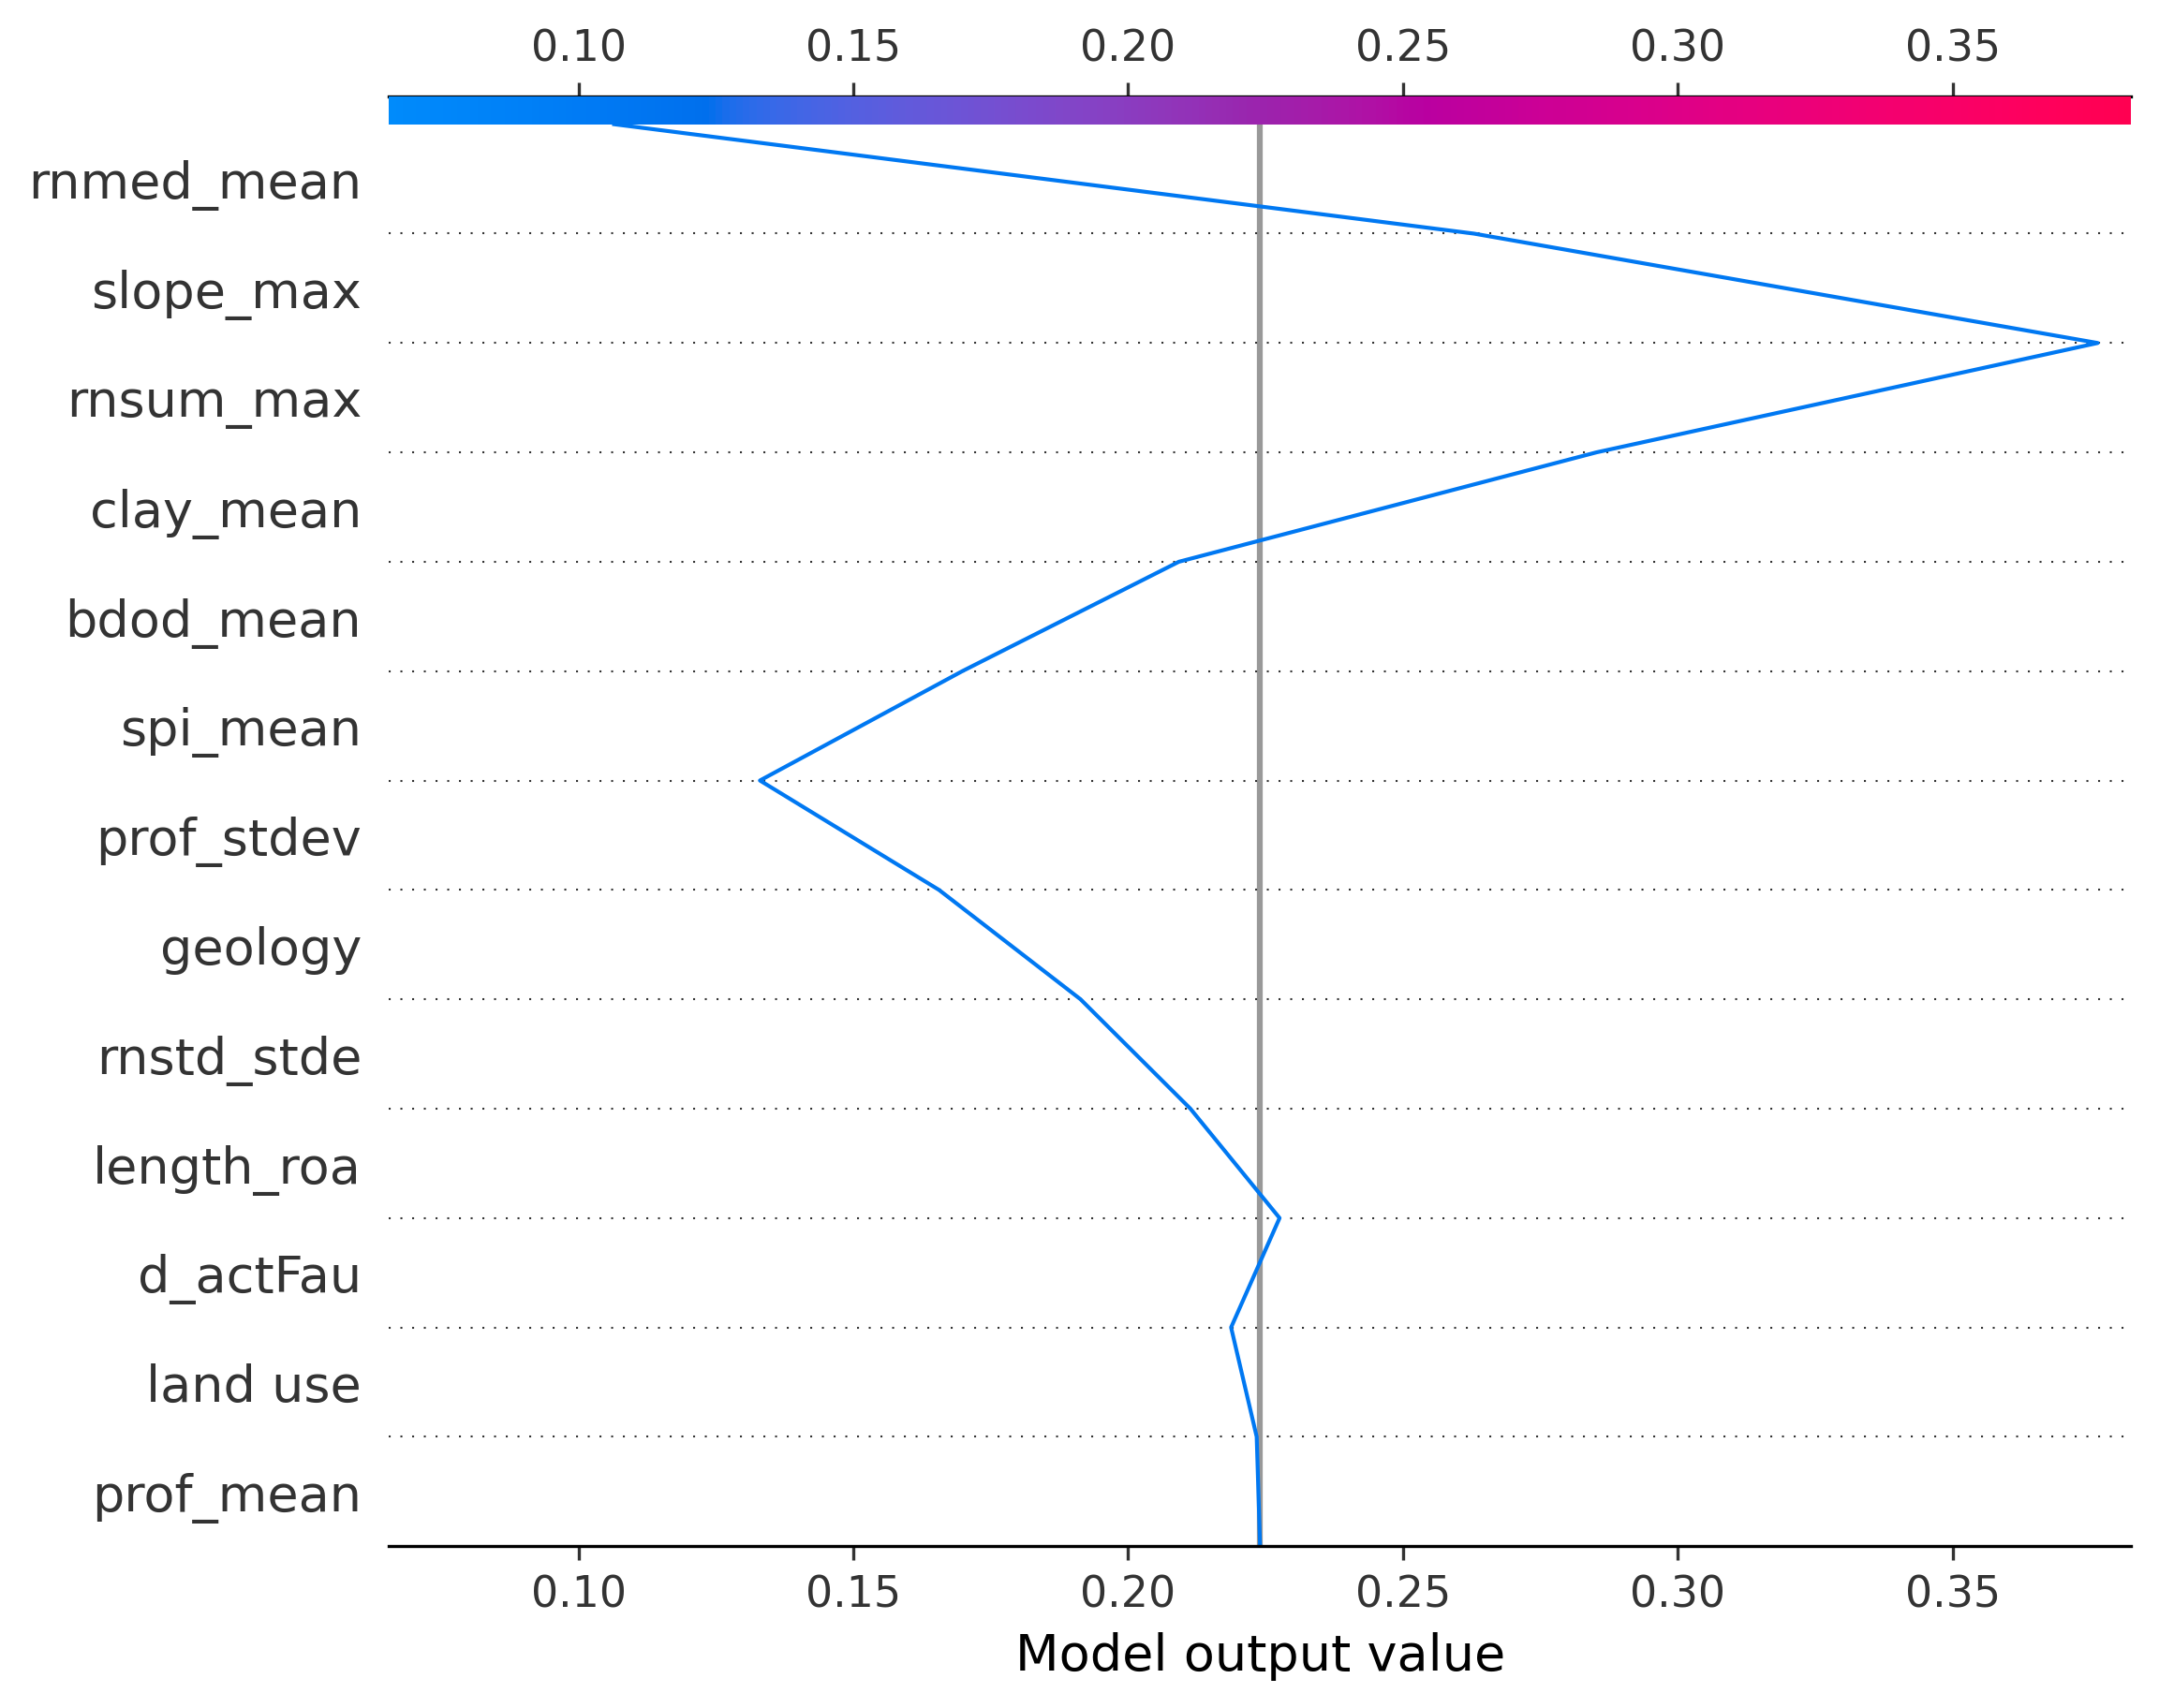 0.10 0.15 0.20 0.25 0.30 0.35
rnmed_mean
slope_max
rnsum_max
clay_mean
bdod_mean
spi_mean
prof_stdev
geology
rnstd_stde
length_roa
d_actFau
land use
prof_mean
0.10 0.15 0.20 0.25 0.30 0.35
Model output value